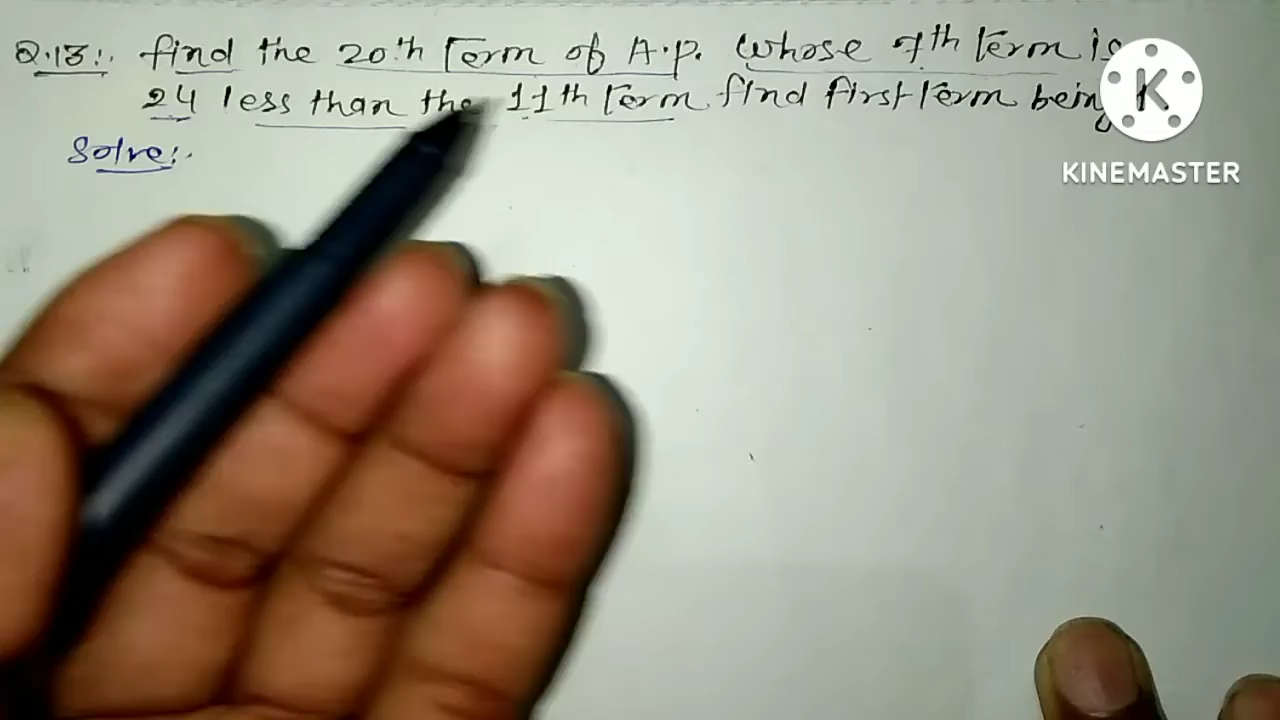 Q.13:. find the 20th Term of A.P. whose 7th Term is
24 less than the 11th Term find first Term being
Solve:.
K
KINEMASTER